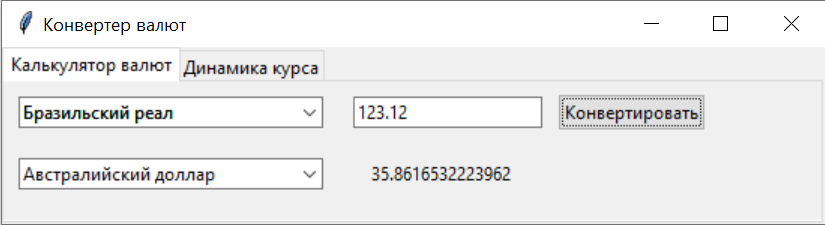 Конвертер валют
Калькулятор валют Динамика курса
Бразильский реал 123.12 Конвертировать
Австралийский доллар 35.8616532223962